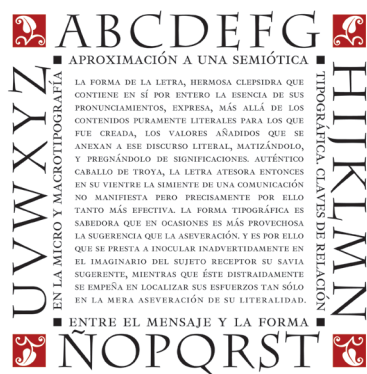 ABCDEFG
APROXIMACIÓN A UNA SEMIÓTICA
TIPOGRÁFICA. CLAVES DE RELACIÓN
HIJKLMN
LA FORMA DE LA LETRA, HERMOSA CLEPSIDRA QUE
CONTIENE EN SÍ POR ENTERO LA ESENCIA DE SUS
PRONUNCIAMIENTOS, EXPRESA, MÁS ALLÁ DE LOS
CONTENIDOS PURAMENTE LITERALES PARA LOS QUE
FUE CREADA, LOS VALORES AÑADIDOS QUE SE
ANEXAN A ESE DISCURSO LITERAL, MATIZÁNDOLO,
Y PREGNÁNDOLO DE SIGNIFICACIONES. AUTÉNTICO
CABALLO DE TROYA, LA LETRA ATESORA ENTONCES
EN SU VIENTRE LA SIMIENTE DE UNA COMUNICACIÓN
NO MANIFIESTA PERO PRECISAMENTE POR ELLO
TANTO MÁS EFECTIVA. LA FORMA TIPOGRÁFICA ES
SABEDORA QUE EN OCASIONES ES MÁS PROVECHOSA
LA SUGERENCIA QUE LA ASEVERACIÓN. Y ES POR ELLO
QUE SE PRESTA A INOCULAR INADVERTIDAMENTE EN
EL IMAGINARIO DEL SUJETO RECEPTOR SU SAVIA
SUGERENTE, MIENTRAS QUE ÉSTE DISTRAIDAMENTE
SE EMPEÑA EN LOCALIZAR SUS ESFUERZOS TAN SÓLO
EN LA MERA ASEVERACIÓN DE SU LITERALIDAD.
ENTRE EL MENSAJE Y LA FORMA
ÑOPQRST
EN LA MICRO Y MACROTIPOGRAFÍA
UVWXYZ